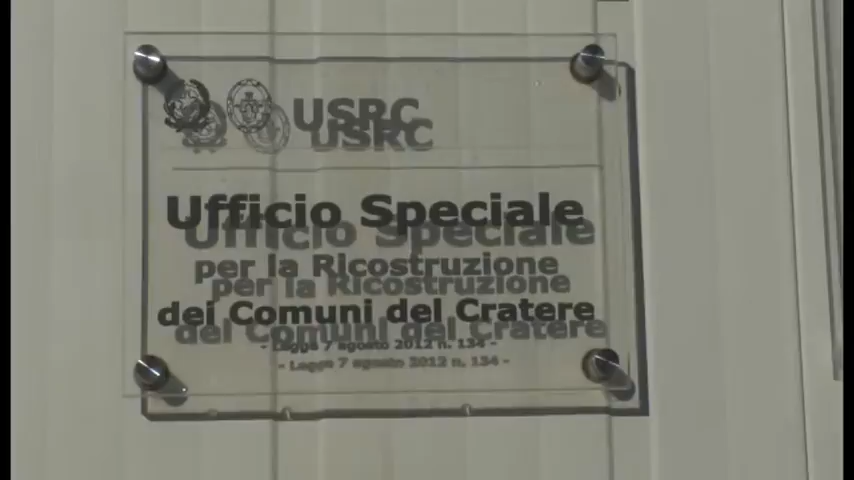 USRC
Ufficio Speciale
per la Ricostruzione
dei Comuni del Cratere
- Legge 7 agosto 2012 n. 134 -